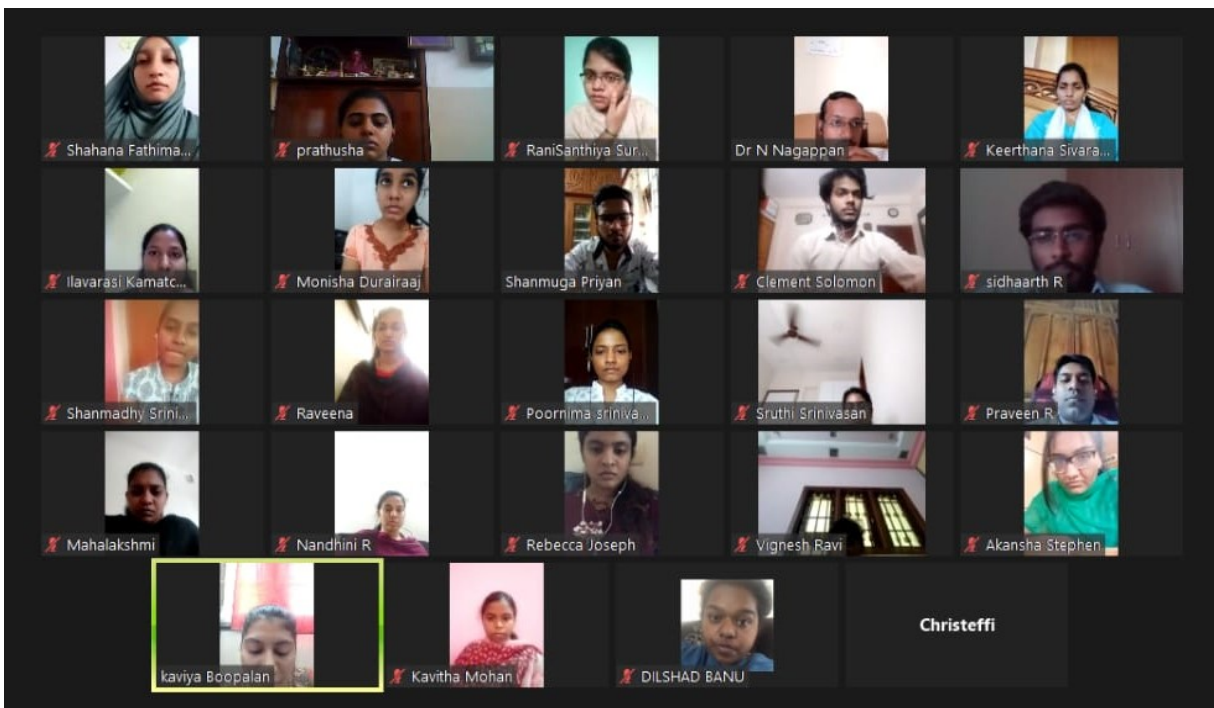 Shahana Fathima...
prathusha
RaniSanthiya Sur...
Dr N Nagappan
Keerthana Sivara...
Ilavarasi Kamatc...
Monisha Durairaaj
Shanmuga Priyan
Clement Solomon
sidhaarth R
Shanmadhy Srini...
Raveena
Poornima sriniva...
Sruthi Srinivasan
Praveen R
Mahalakshmi
Nandhini R
Rebecca Joseph
Vignesh Ravi
Akansha Stephen
kaviya Boopalan
Kavitha Mohan
DILSHAD BANU
Christeffi